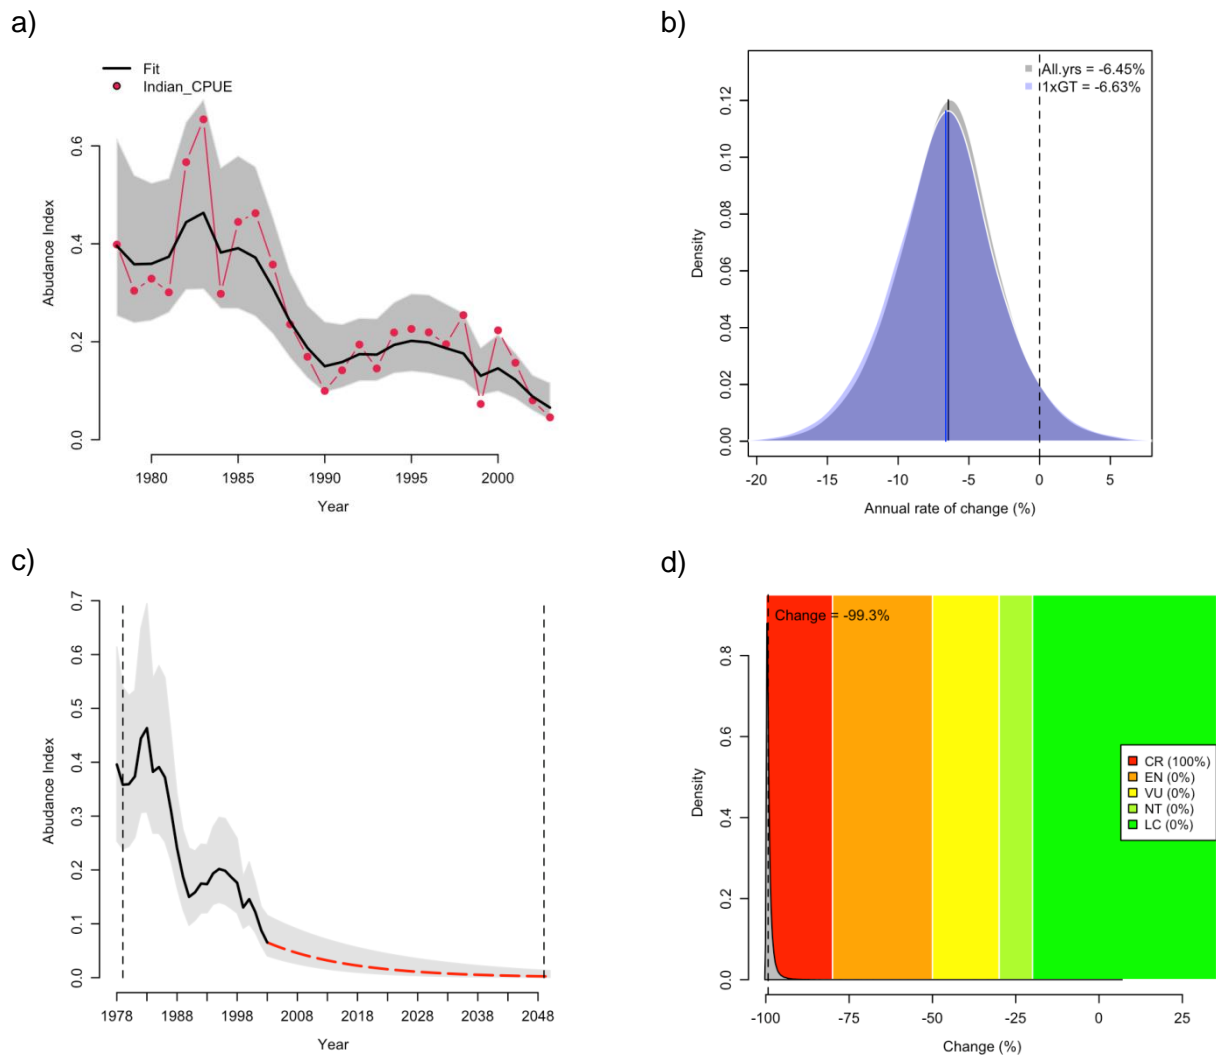 a)
Fit
Indian_CPUE
0.0 0.2 0.4 0.6
Abudance Index
1980 1985 1990 1995 2000
Year
b)
All.yrs = -6.45%
1xGT = -6.63%
0.00 0.02 0.04 0.06 0.08 0.10 0.12
Density
-20 -15 -10 -5 0 5
Annual rate of change (%)
c)
0.0 0.1 0.2 0.3 0.4 0.5 0.6 0.7
Abudance Index
1978 1988 1998 2008 2018 2028 2038 2048
Year
d)
Change = -99.3%
CR (100%)
EN (0%)
VU (0%)
NT (0%)
LC (0%)
0.0 0.2 0.4 0.6 0.8
Density
-100 -75 -50 -25 0 25
Change (%)